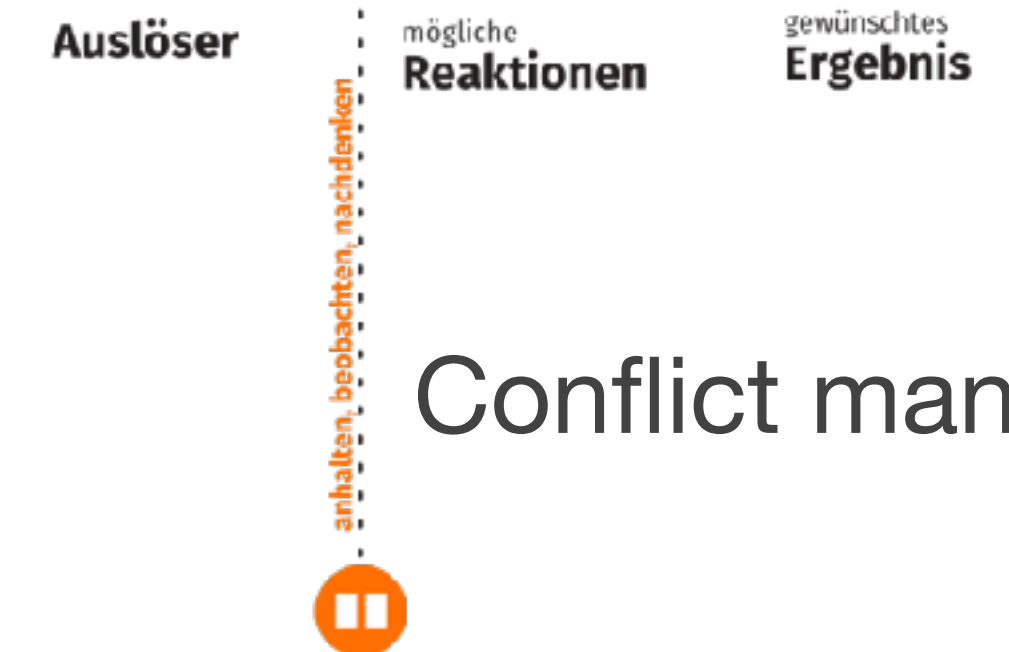 Auslöser
mögliche
Reaktionen
gewünschtes
Ergebnis
anhalten, beobachten, nachdenken
Conflict man